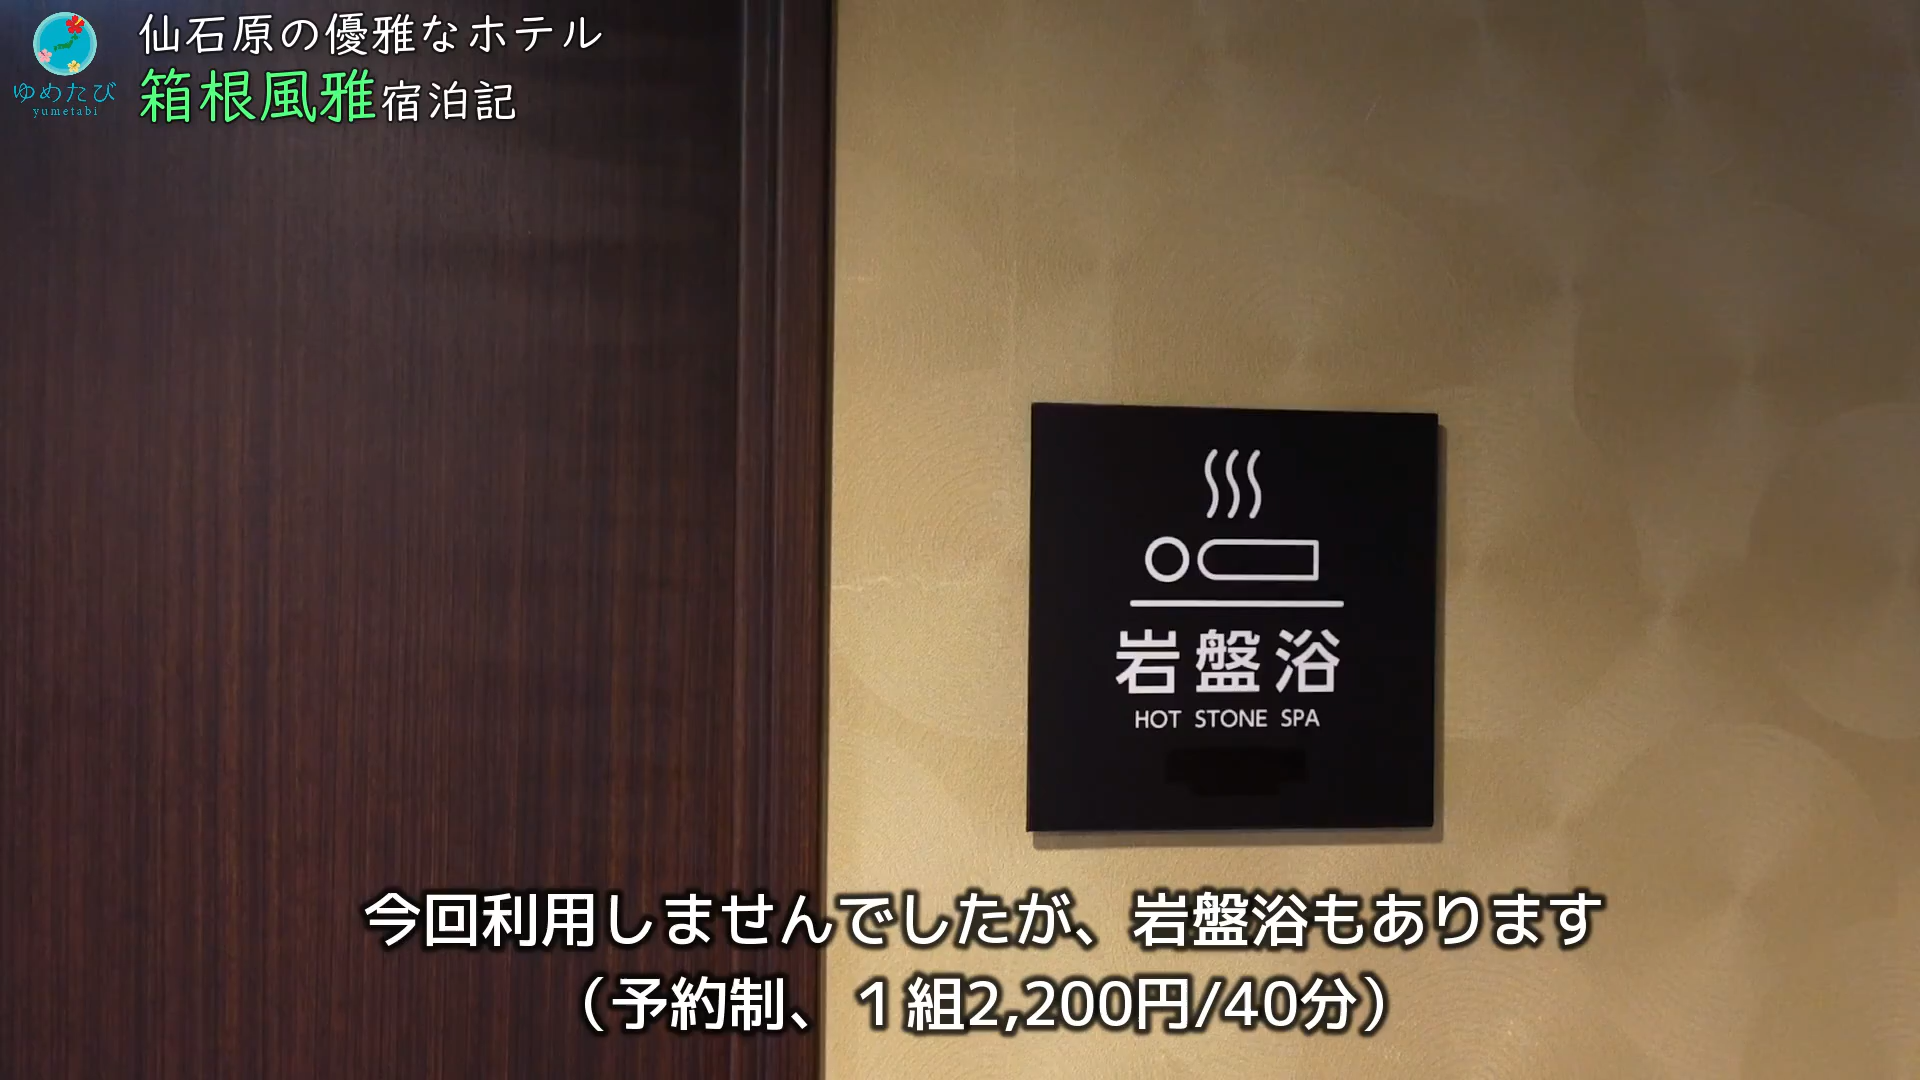 仙石原の優雅なホテル
箱根風雅宿泊記
ゆめたび
yumetabi
岩盤浴
HOT STONE SPA
今回利用しませんでしたが、岩盤浴もあります
（予約制、１組2,200円/40分）